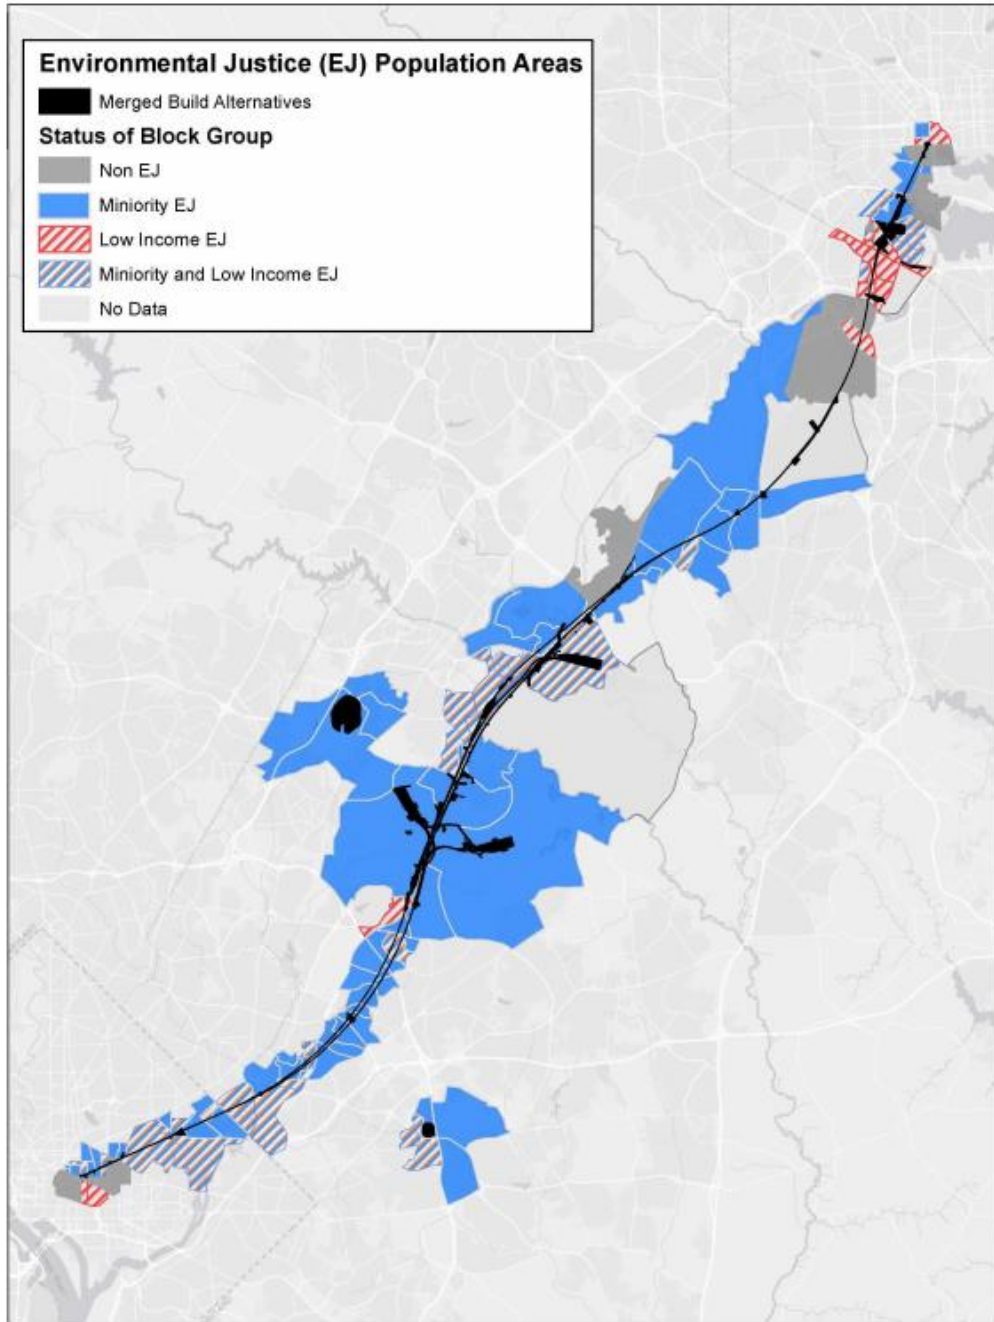 Environmental Justice (EJ) Population Areas
Merged Build Alternatives
Status of Block Group
Non EJ
Miniority EJ
Low Income EJ
Miniority and Low Income EJ
No Data